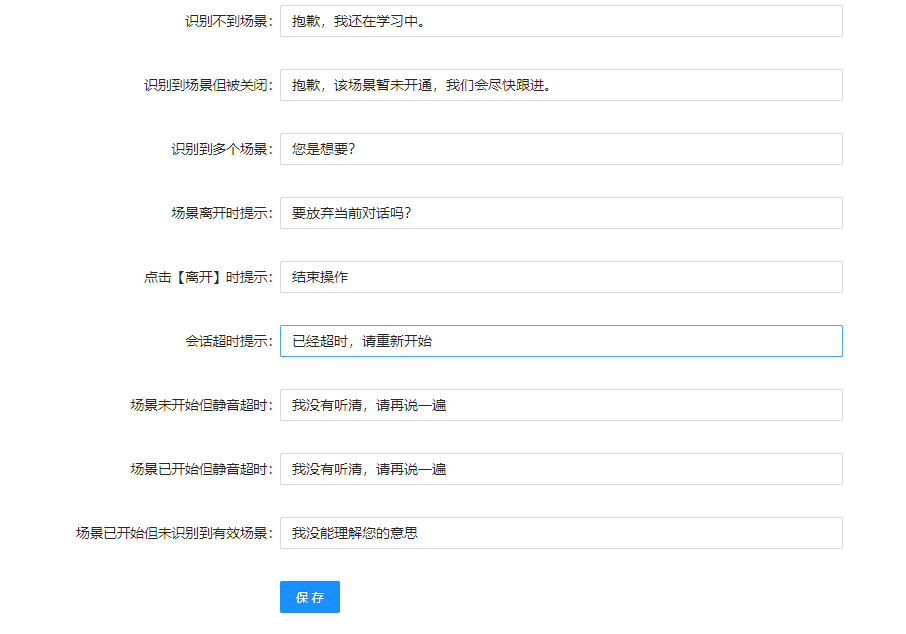 识别不到场景： 抱歉，我还在学习中。
识别到场景但被关闭： 抱歉，该场景暂未开通，我们会尽快跟进。
识别到多个场景： 您是想要？
场景离开时提示： 要放弃当前对话吗？
点击【离开】时提示： 结束操作
会话超时提示： 已经超时，请重新开始
场景未开始但静音超时： 我没有听清，请再说一遍
场景已开始但静音超时： 我没有听清，请再说一遍
场景已开始但未识别到有效场景： 我没能理解您的意思
保存